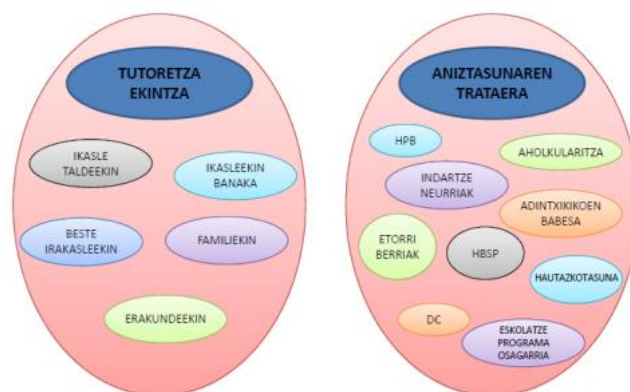 TUTORETZA
EKINTZA
IKASLE
TALDEEKIN
IKASLEEKIN
BANAKA
BESTE
IRAKASLEEKIN
FAMILIEKIN
ERAKUNDEEKIN
ANIZTASUNAREN
TRATAERA
HPB
AHOLKULARITZA
INDARTZE
NEURRIAK
ADINTXIKIKOEN
BABESA
ETORRI
BERRIAK
HBSP
HAUTAZKOTASUNA
DC
ESKOLATZE
PROGRAMA
OSAGARRIA